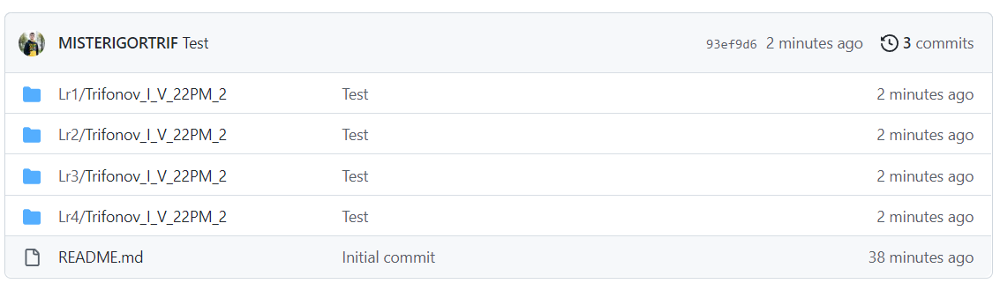 MISTERIGORTRIF Test 93ef9d6 2 minutes ago 3 commits
Lr1/Trifonov_I_V_22PM_2 Test 2 minutes ago
Lr2/Trifonov_I_V_22PM_2 Test 2 minutes ago
Lr3/Trifonov_I_V_22PM_2 Test 2 minutes ago
Lr4/Trifonov_I_V_22PM_2 Test 2 minutes ago
README.md Initial commit 38 minutes ago